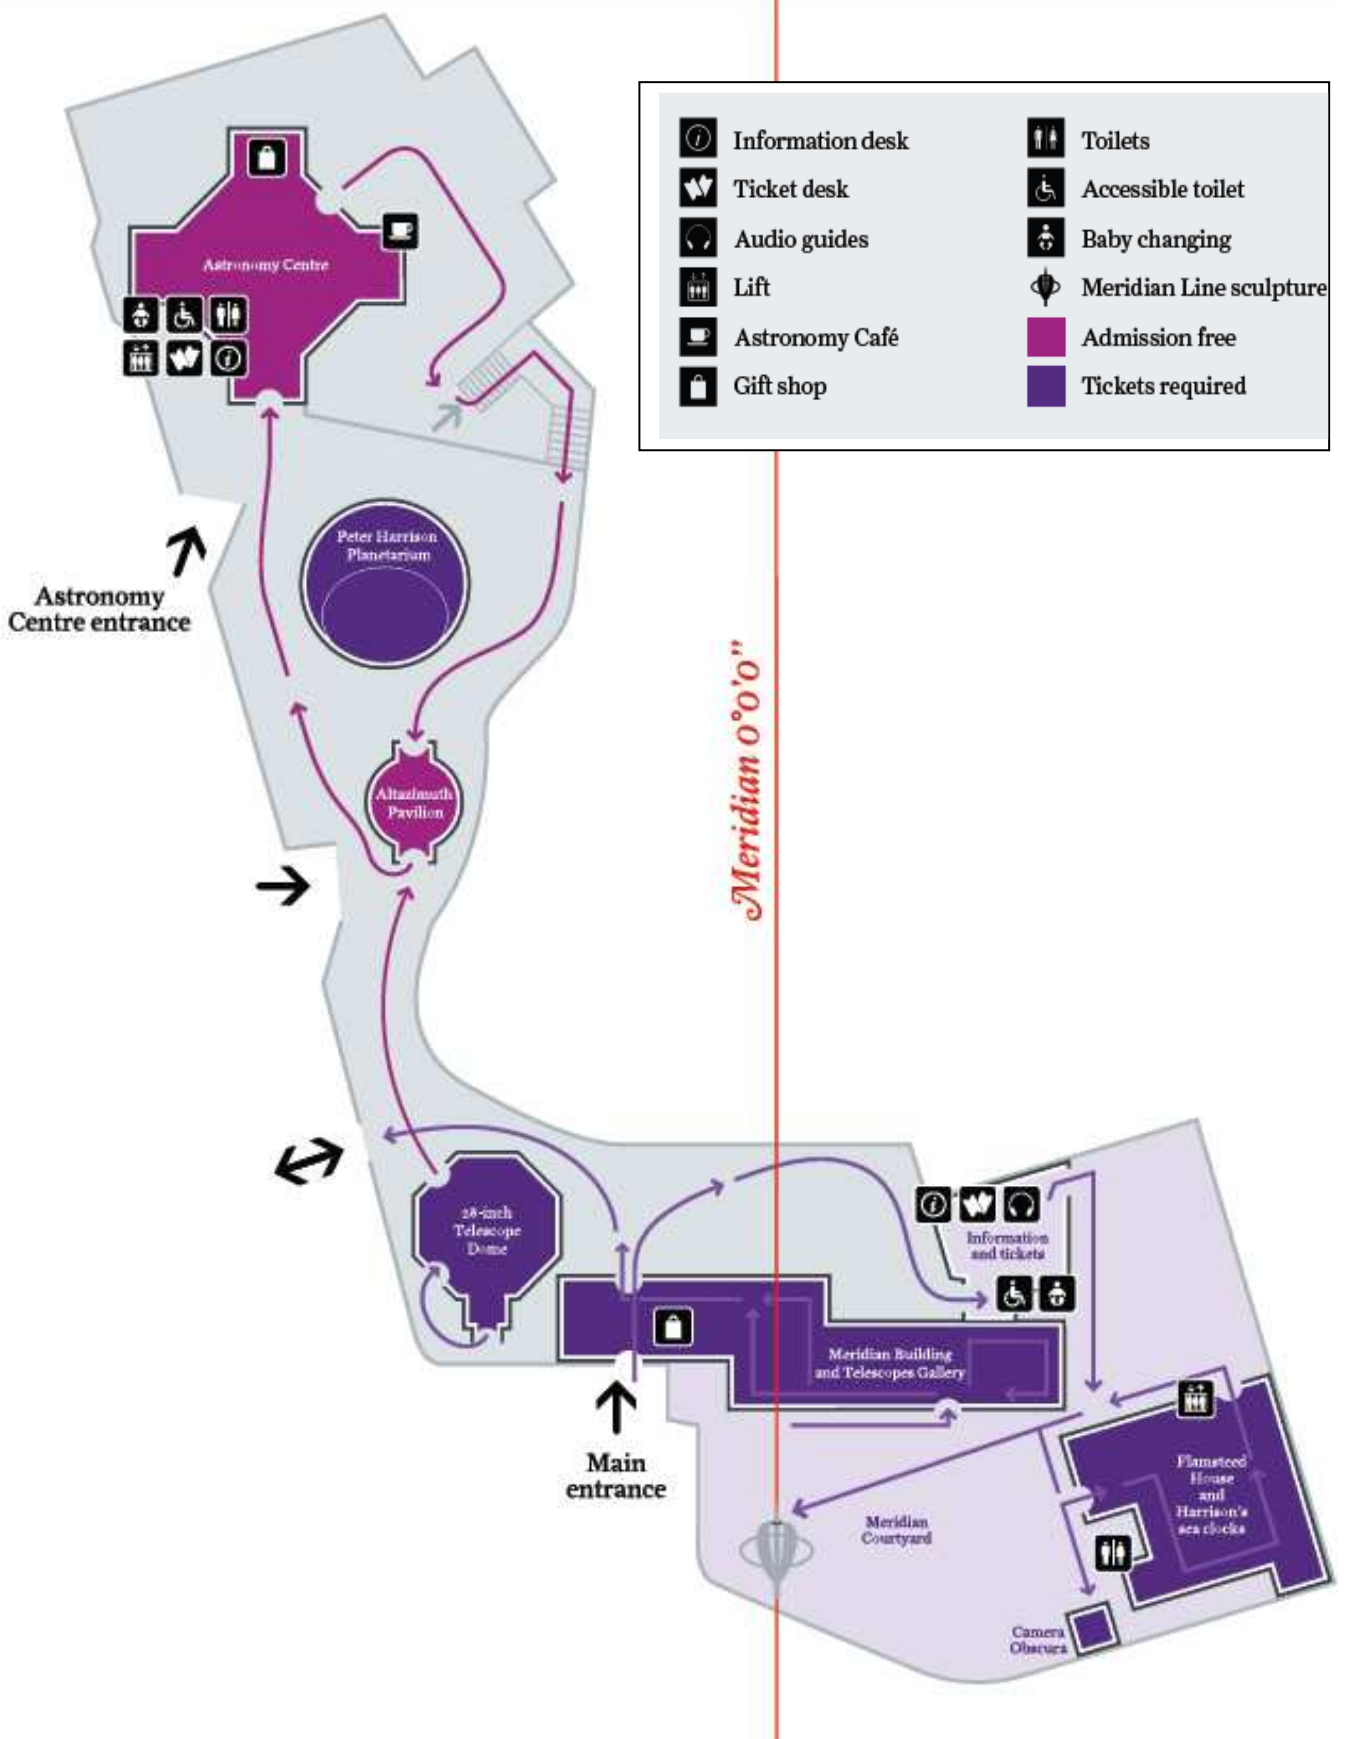 Information desk
Ticket desk
Audio guides
Lift
Astronomy Café
Gift shop
Toilets
Accessible toilet
Baby changing
Meridian Line sculpture
Admission free
Tickets required
Astronomy Centre
Peter Harrison
Planetarium
Astronomy
Centre entrance
Meridian 0°0'0"
Altazimuth
Pavilion
28-inch
Telescope
Dome
Information
and tickets
Meridian Building
and Telescopes Gallery
Main
entrance
Flamsteed
House
and
Harrison's
sea clocks
Meridian
Courtyard
Camera
Obscura